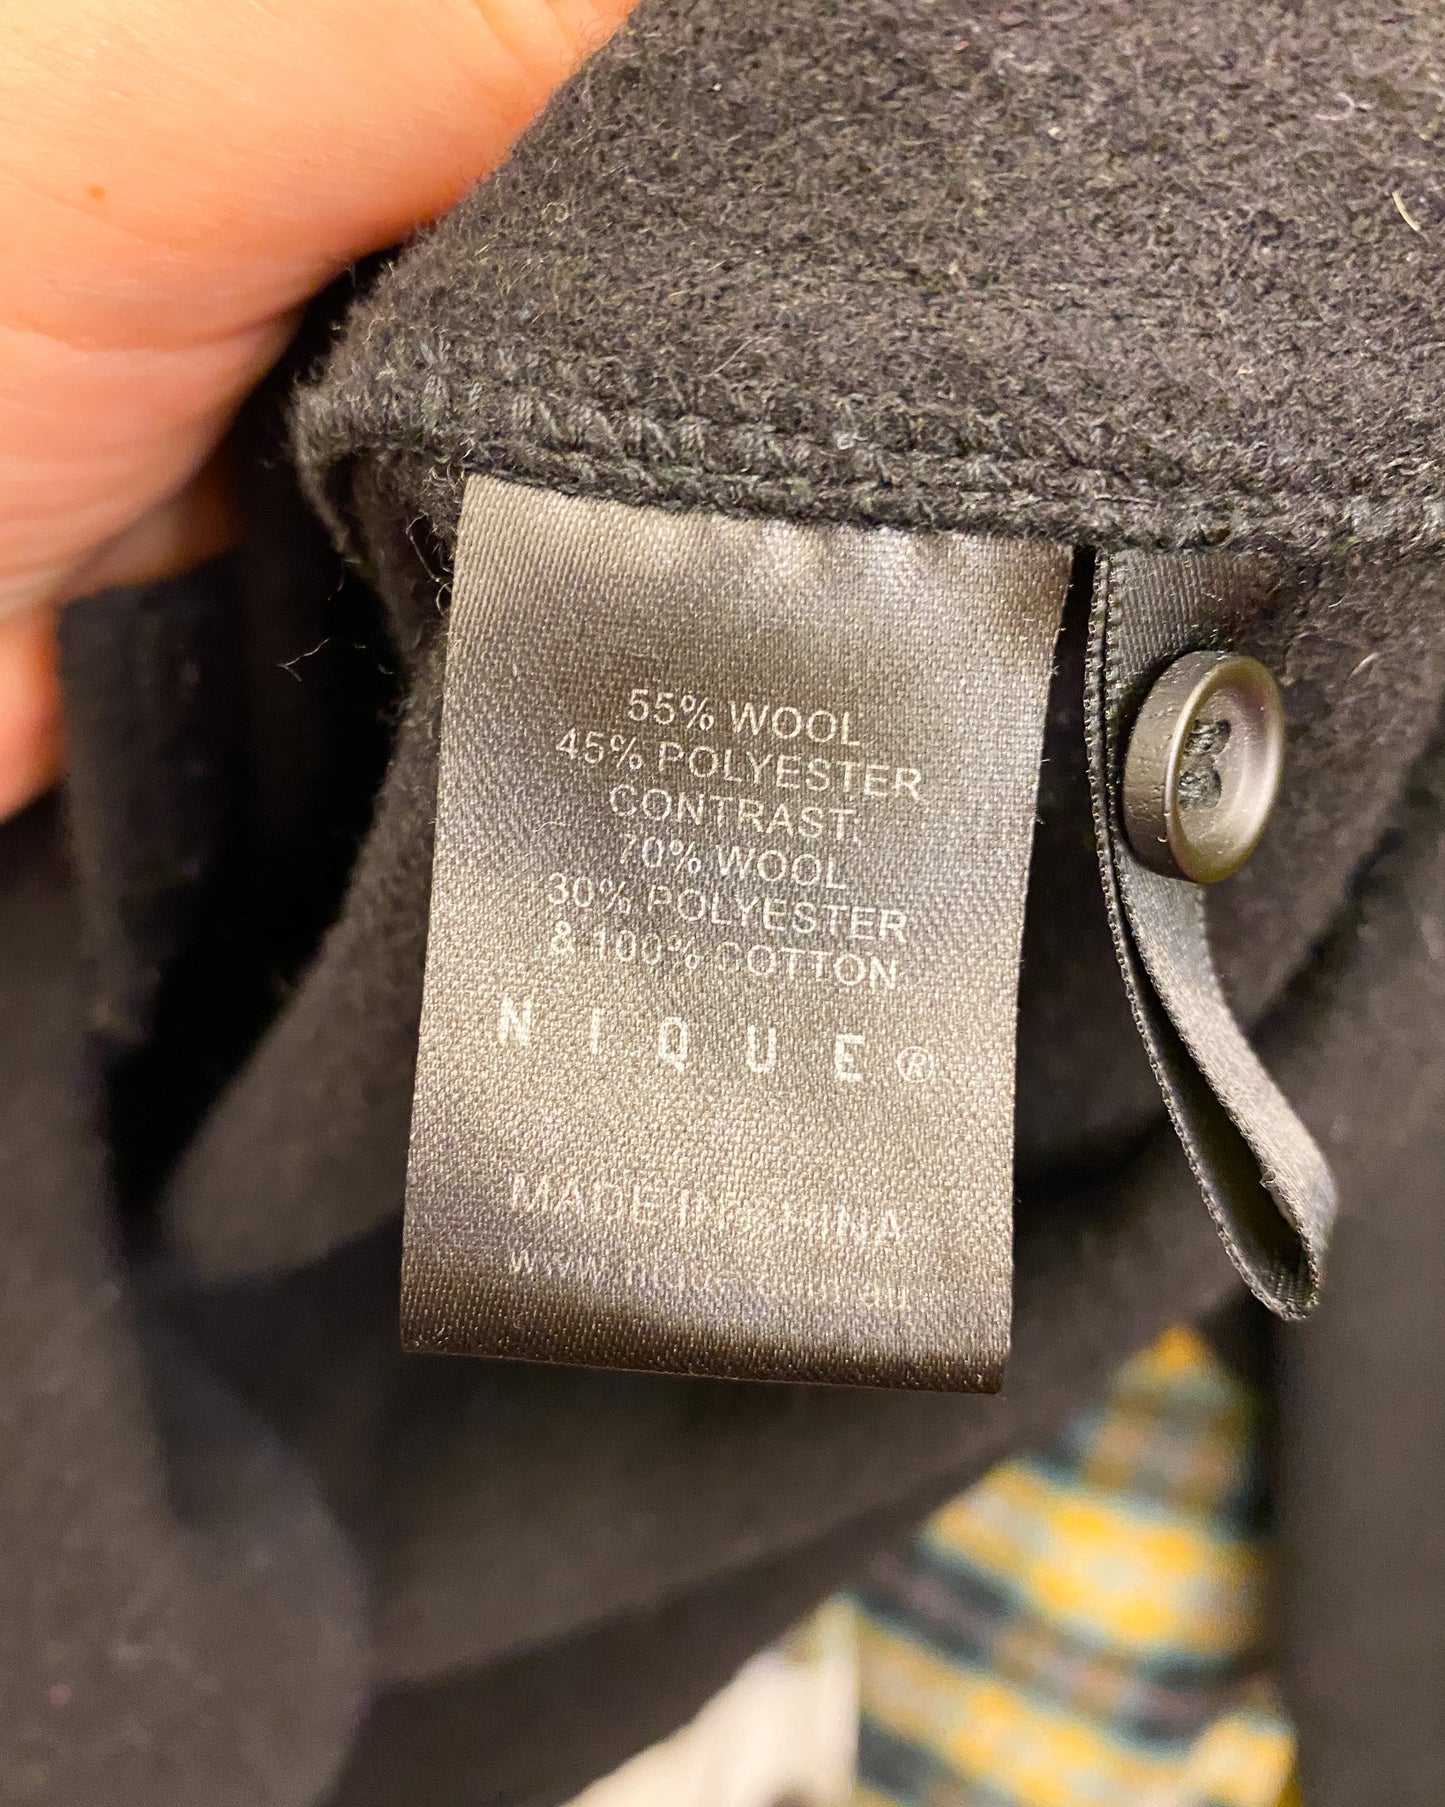 55% WOOL
45% POLYESTER
CONTRAST,
70% WOOL
30% POLYESTER
& 100% COTTON
NIQUE®
MADE IN CHINA